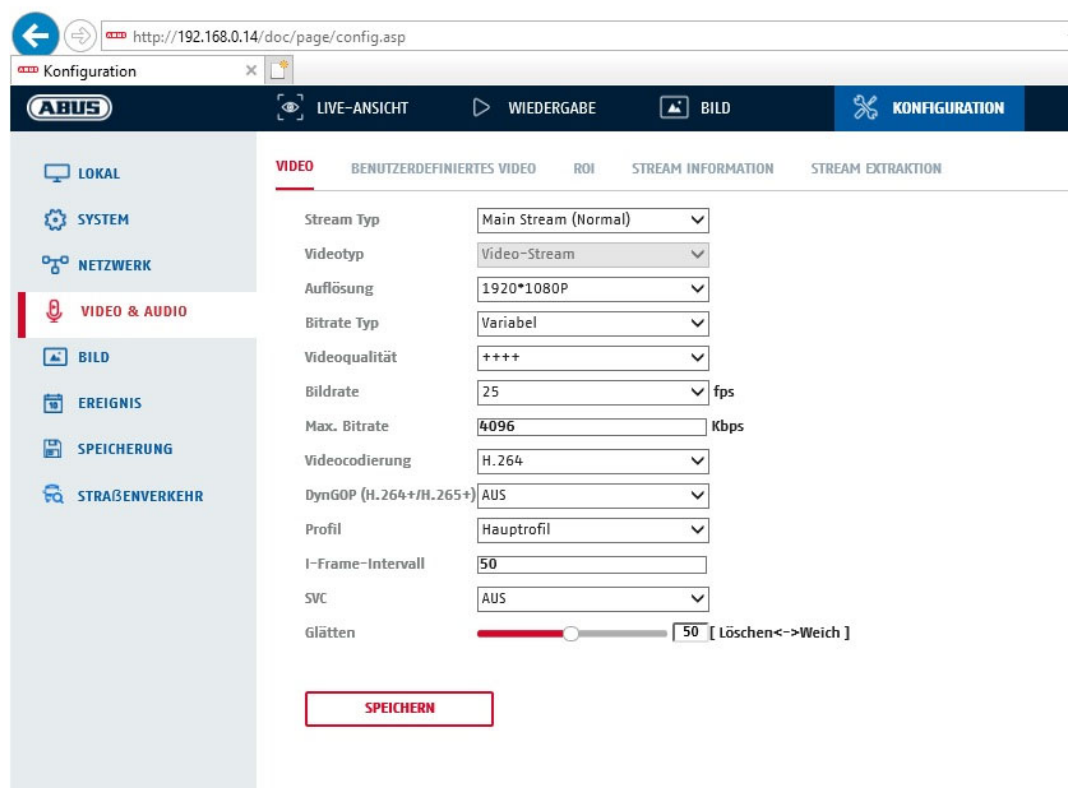 http://192.168.0.14/doc/page/config.asp
Konfiguration
ABUS
LIVE-ANSICHT WIEDERGABE BILD KONFIGURATION
LOKAL
SYSTEM
NETZWERK
VIDEO & AUDIO
BILD
EREIGNIS
SPEICHERUNG
STRAßENVERKEHR
VIDEO BENUTZERDEFINIERTES VIDEO ROI STREAM INFORMATION STREAM EXTRAKTION
Stream Typ Main Stream (Normal)
Videotyp Video-Stream
Auflösung 1920*1080P
Bitrate Typ Variabel
Videoqualität ++++
Bildrate 25 fps
Max. Bitrate 4096 Kbps
Videocodierung H.264
DynGOP (H.264+/H.265+) AUS
Profil Hauptrofil
I-Frame-Intervall 50
SVC AUS
Glätten 50 [ Löschen<->Weich ]
SPEICHERN